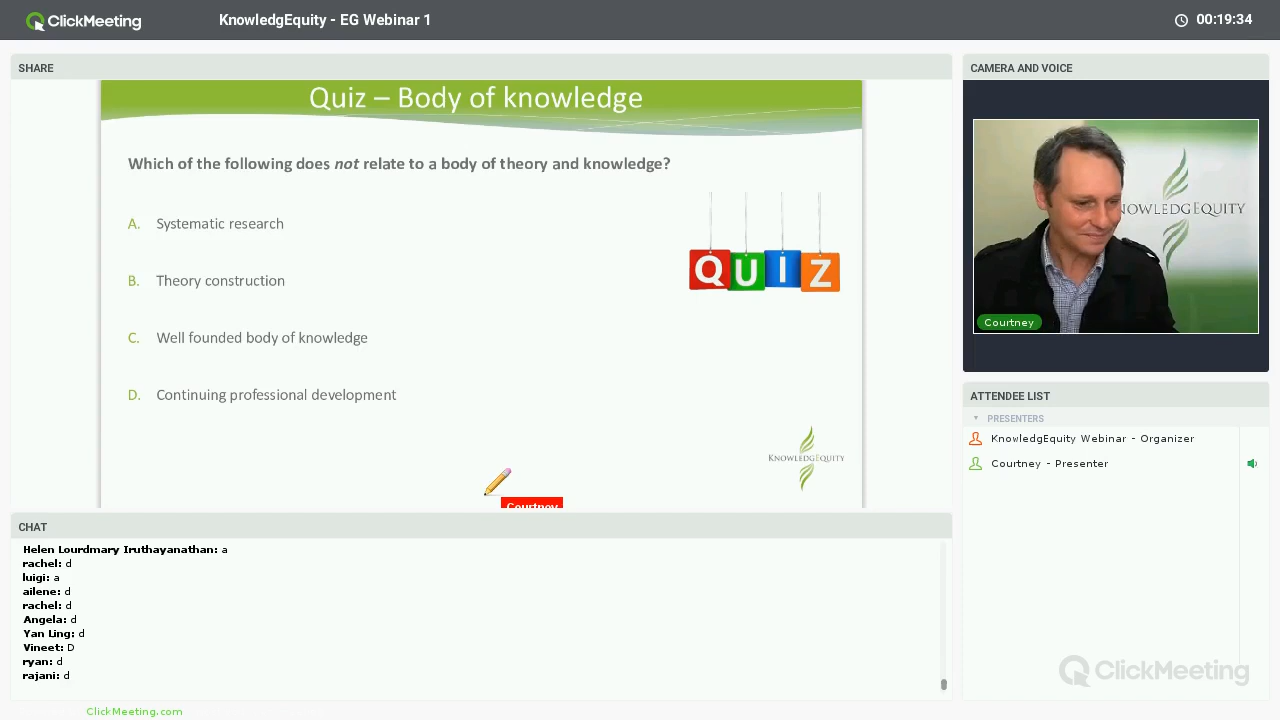 ClickMeeting
KnowledgEquity - EG Webinar 1
00:19:34
SHARE
Quiz – Body of knowledge
Which of the following does not relate to a body of theory and knowledge?
A. Systematic research
B. Theory construction
C. Well founded body of knowledge
D. Continuing professional development
QUIZ
KNOWLEDGEQUITY
Courtney
CAMERA AND VOICE
NOWLEDGEQUITY
Courtney
ATTENDEE LIST
PRESENTERS
KnowledgEquity Webinar - Organizer
Courtney - Presenter
CHAT
Helen Lourdmary Iruthayanathan: a
rachel: d
luigi: a
ailene: d
rachel: d
Angela: d
Yan Ling: d
Vineet: D
ryan: d
rajani: d
ClickMeeting
ClickMeeting.com